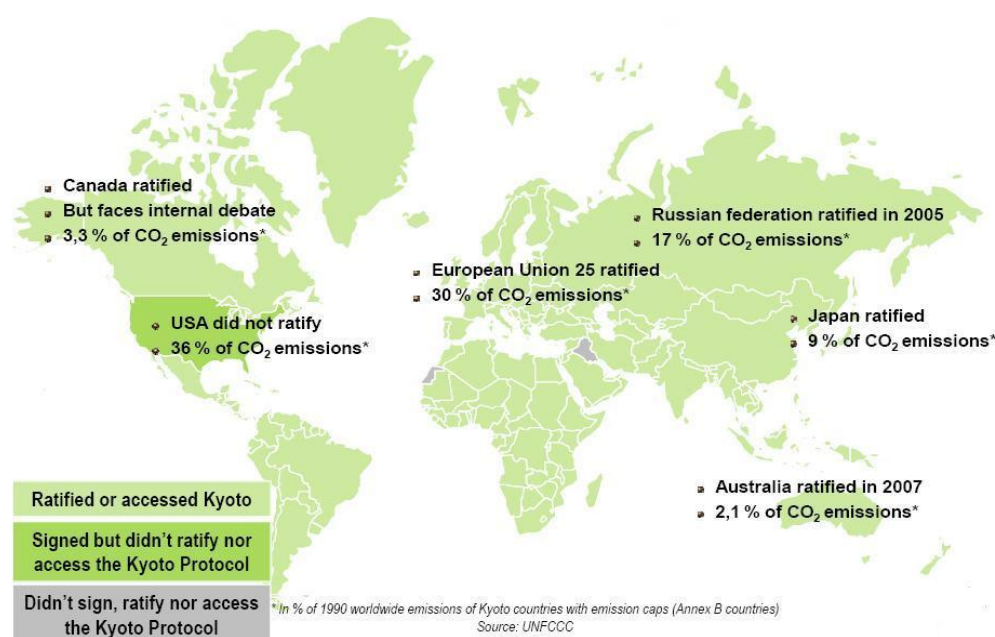 Canada ratified
But faces internal debate
3,3 % of CO₂ emissions*
Russian federation ratified in 2005
17 % of CO₂ emissions*
European Union 25 ratified
30 % of CO₂ emissions*
USA did not ratify
36 % of CO₂ emissions*
Japan ratified
9 % of CO₂ emissions*
Australia ratified in 2007
2,1 % of CO₂ emissions*
Ratified or accessed Kyoto
Signed but didn't ratify nor
access the Kyoto Protocol
Didn't sign, ratify nor access
the Kyoto Protocol
* In % of 1990 worldwide emissions of Kyoto countries with emission caps (Annex B countries)
Source: UNFCCC